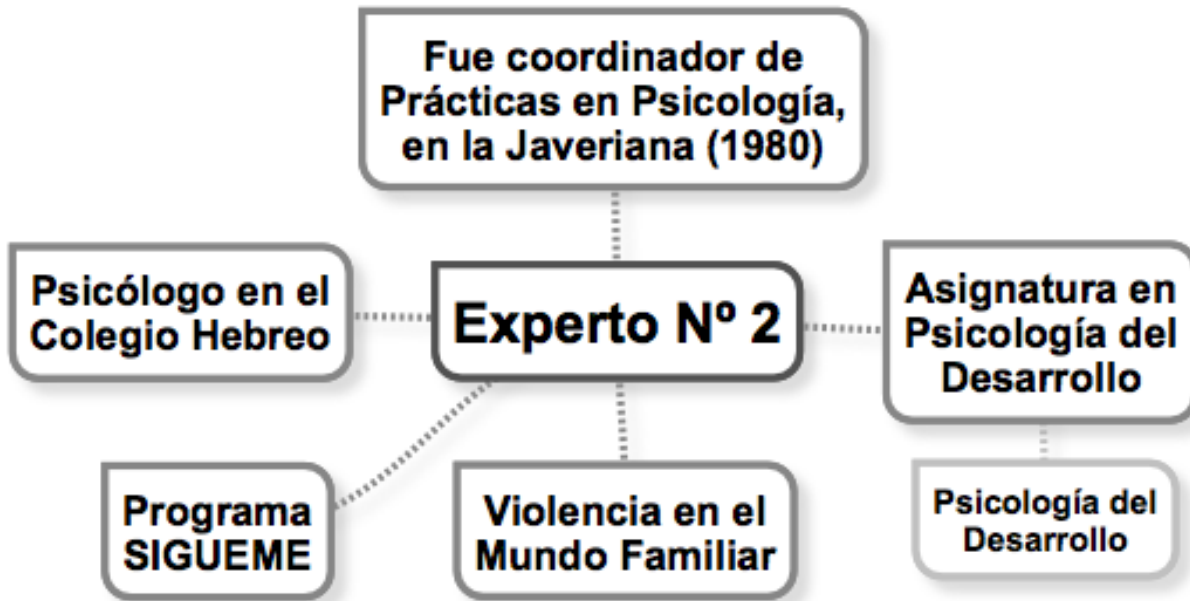 Fue coordinador de
Prácticas en Psicología,
en la Javeriana (1980)
Psicólogo en el
Colegio Hebreo
Experto Nº 2
Asignatura en
Psicología del
Desarrollo
Programa
SIGUEME
Violencia en el
Mundo Familiar
Psicología del
Desarrollo